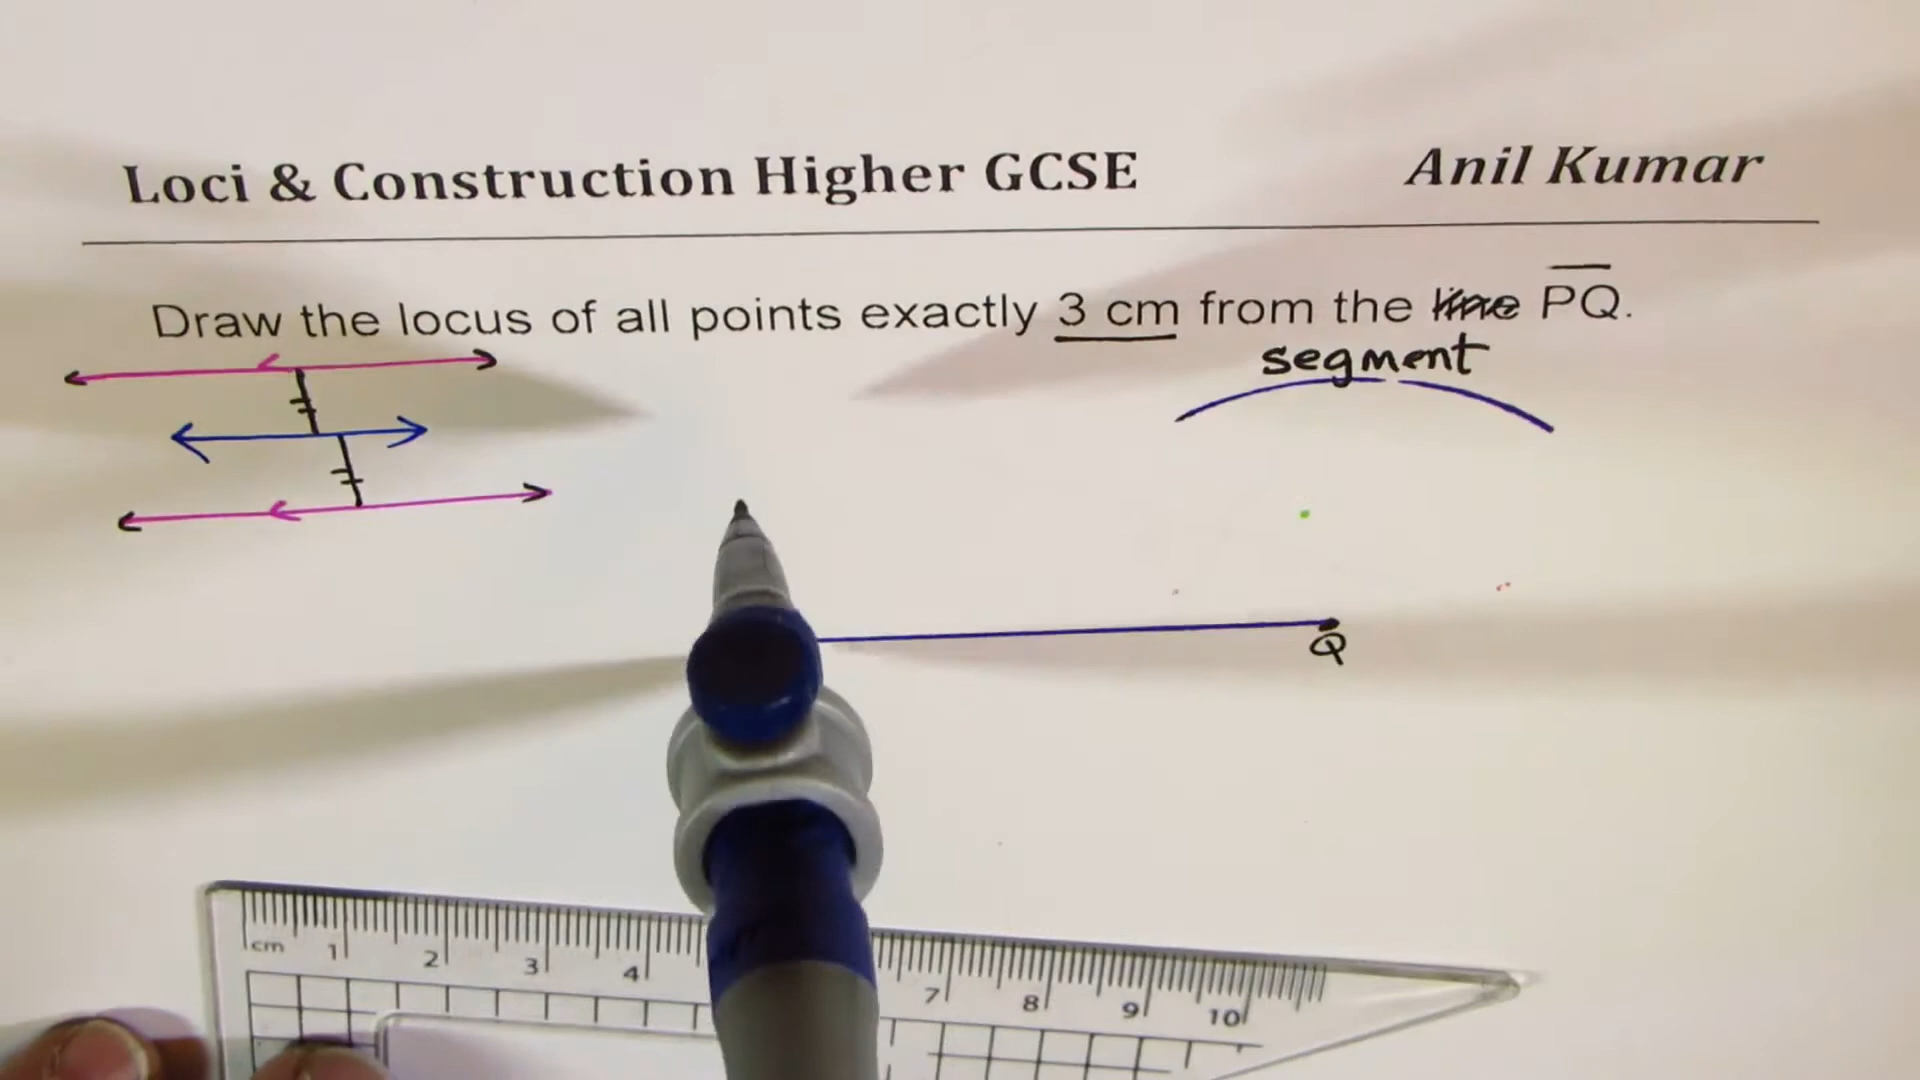 Loci & Construction Higher GCSE Anil Kumar
Draw the locus of all points exactly 3 cm from the line PQ.
segment
Q
cm 1 2 3 4 7 8 9 10